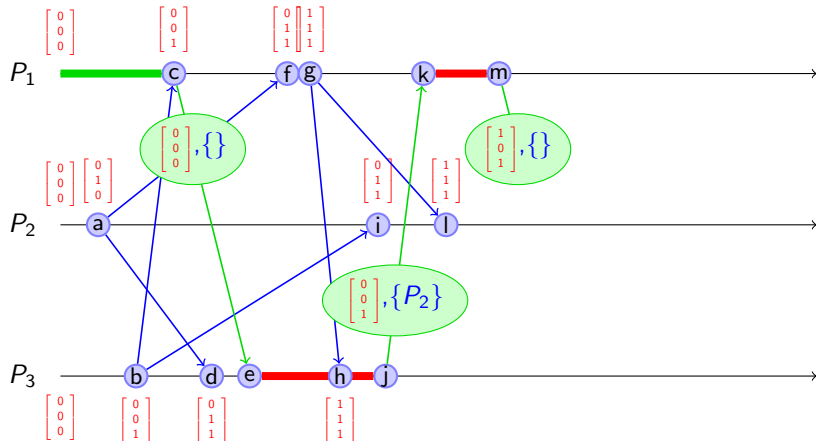 [0 0 0]
[0 0 1]
[0 1 1] [1 1 1]
P₁ c f g k m
[0 0 0], {}
[1 0 1], {}
[0 0 0] [0 1 0]
[0 1 1]
[1 1 1]
P₂ a i l
[0 0 1], {P₂}
P₃ b d e h j
[0 0 0]
[0 0 1]
[0 1 1]
[1 1 1]